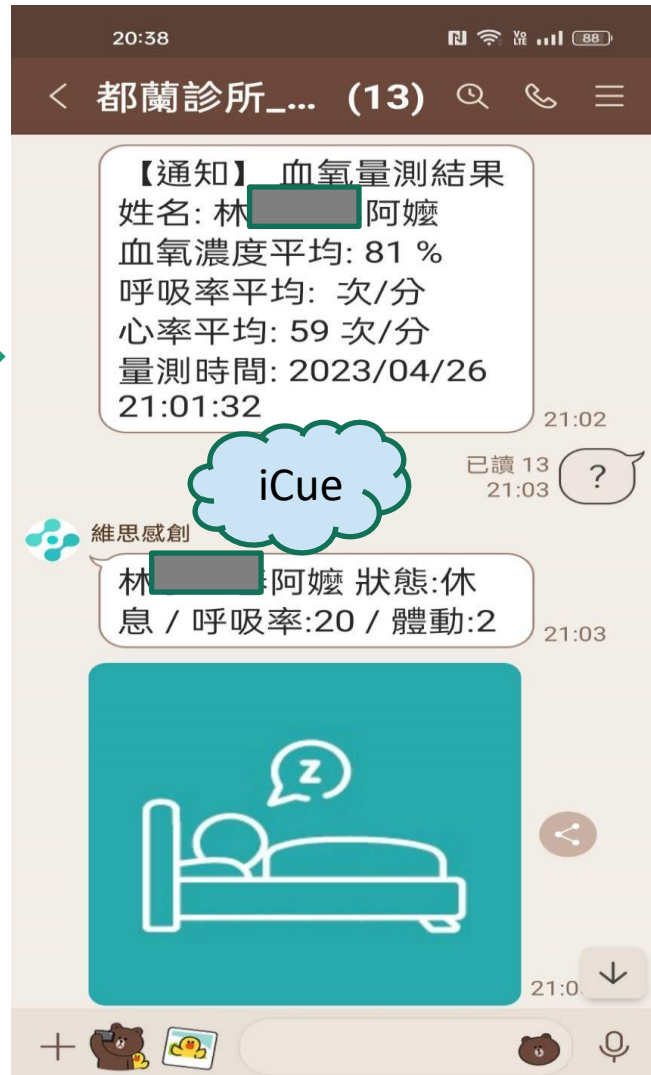 20:38
Vo
LTE
88
都蘭診所_... (13)
【通知】 血氧量測結果
姓名: 林 阿嬤
血氧濃度平均: 81 %
呼吸率平均: 次/分
心率平均: 59 次/分
量測時間: 2023/04/26
21:01:32
21:02
已讀 13
21:03
?
iCue
維思感創
林 阿嬤 狀態:休
息 / 呼吸率:20 / 體動:2
21:03
z
21:0